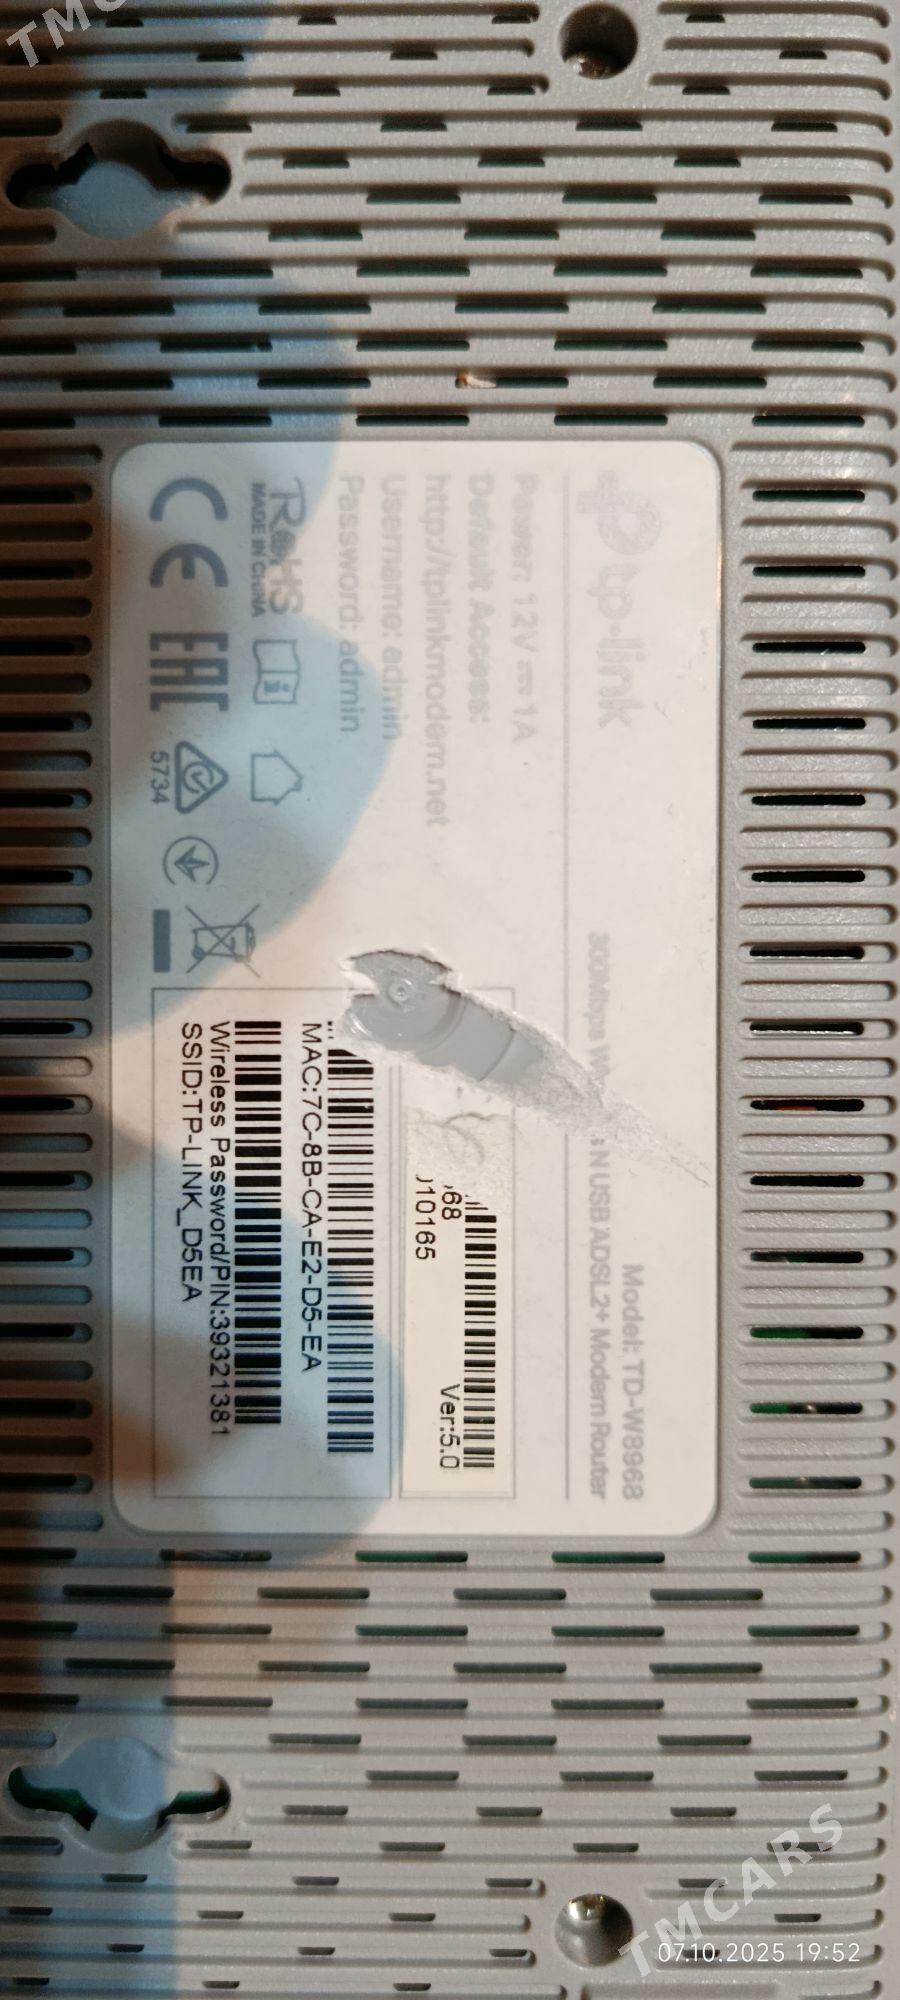 tp-link
Model: TD-W8968
300Mbps N USB ADSL2+ Modem Router
Power: 12V ⎓ 1A
Default Access:
http://tplinkmodem.net
Username: admin
Password: admin
RoHS
MADE IN CHINA
CE EAC
5734
68 Ver:5.0
10165
MAC:7C-8B-CA-E2-D5-EA
Wireless Password/PIN:39321381
SSID:TP-LINK_D5EA
TMCARS
07.10.2025 19:52